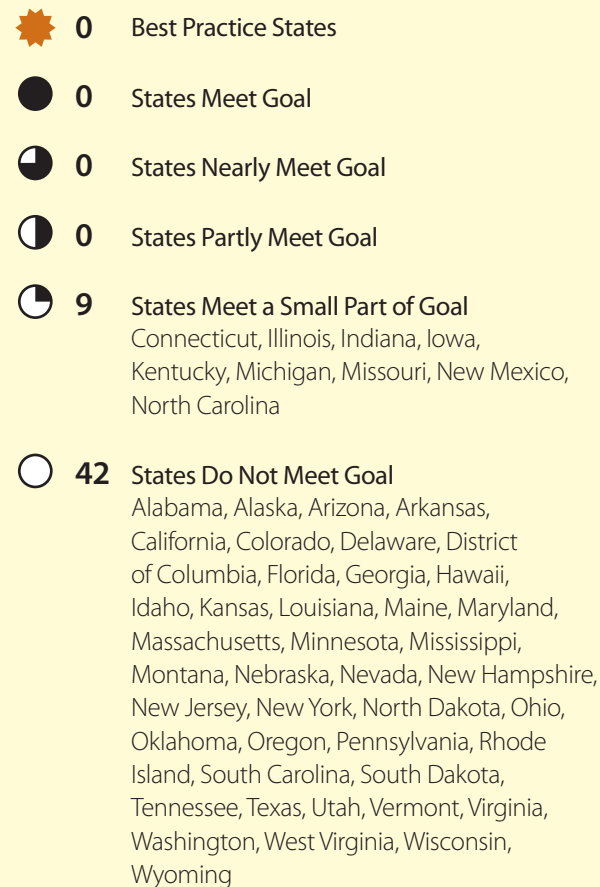 0 Best Practice States
0 States Meet Goal
0 States Nearly Meet Goal
0 States Partly Meet Goal
9 States Meet a Small Part of Goal
Connecticut, Illinois, Indiana, Iowa,
Kentucky, Michigan, Missouri, New Mexico,
North Carolina
42 States Do Not Meet Goal
Alabama, Alaska, Arizona, Arkansas,
California, Colorado, Delaware, District
of Columbia, Florida, Georgia, Hawaii,
Idaho, Kansas, Louisiana, Maine, Maryland,
Massachusetts, Minnesota, Mississippi,
Montana, Nebraska, Nevada, New Hampshire,
New Jersey, New York, North Dakota, Ohio,
Oklahoma, Oregon, Pennsylvania, Rhode
Island, South Carolina, South Dakota,
Tennessee, Texas, Utah, Vermont, Virginia,
Washington, West Virginia, Wisconsin,
Wyoming